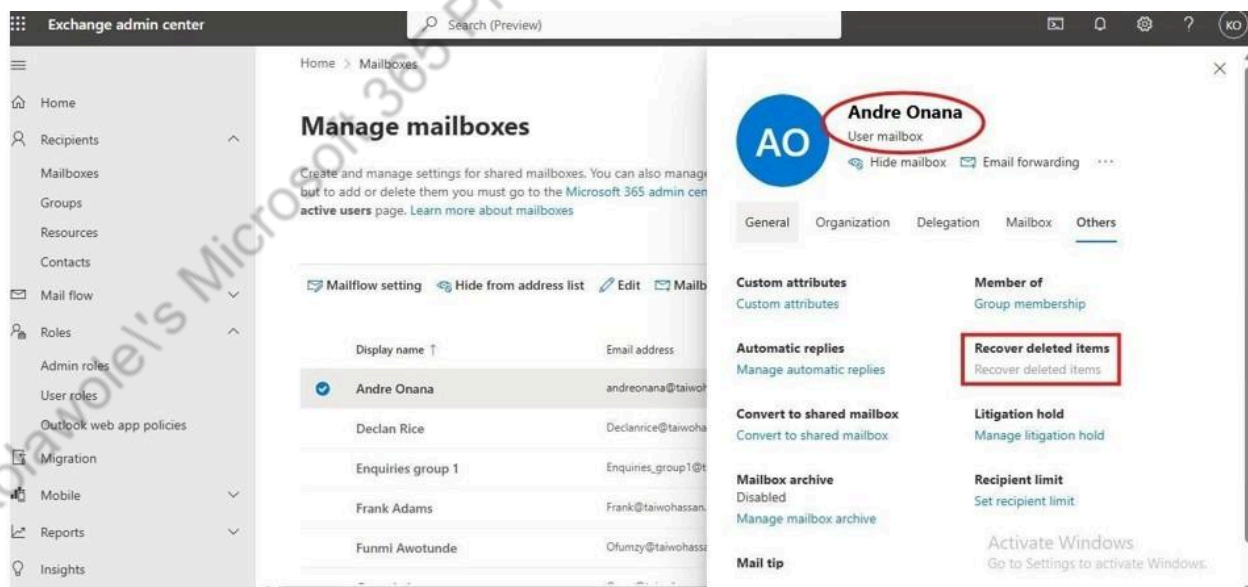 Exchange admin center
Search (Preview)
KO
Home
Recipients
Mailboxes
Groups
Resources
Contacts
Mail flow
Roles
Admin roles
User roles
Outlook web app policies
Migration
Mobile
Reports
Insights
Home > Mailboxes
Manage mailboxes
Create and manage settings for shared mailboxes. You can also manage
but to add or delete them you must go to the Microsoft 365 admin cen
active users page. Learn more about mailboxes
Mailflow setting Hide from address list Edit Mailb
Display name ↑ Email address
Andre Onana andreonana@taiwoh
Declan Rice Declanrice@taiwoha
Enquiries group 1 Enquiries_group1@t
Frank Adams Frank@taiwohassan.
Funmi Awotunde Ofumzy@taiwohassa
AO
Andre Onana
User mailbox
Hide mailbox Email forwarding ...
General Organization Delegation Mailbox Others
Custom attributes Member of
Custom attributes Group membership
Automatic replies Recover deleted items
Manage automatic replies Recover deleted items
Convert to shared mailbox Litigation hold
Convert to shared mailbox Manage litigation hold
Mailbox archive Recipient limit
Disabled Set recipient limit
Manage mailbox archive
Mail tip
Activate Windows
Go to Settings to activate Windows.
Microsoft 365